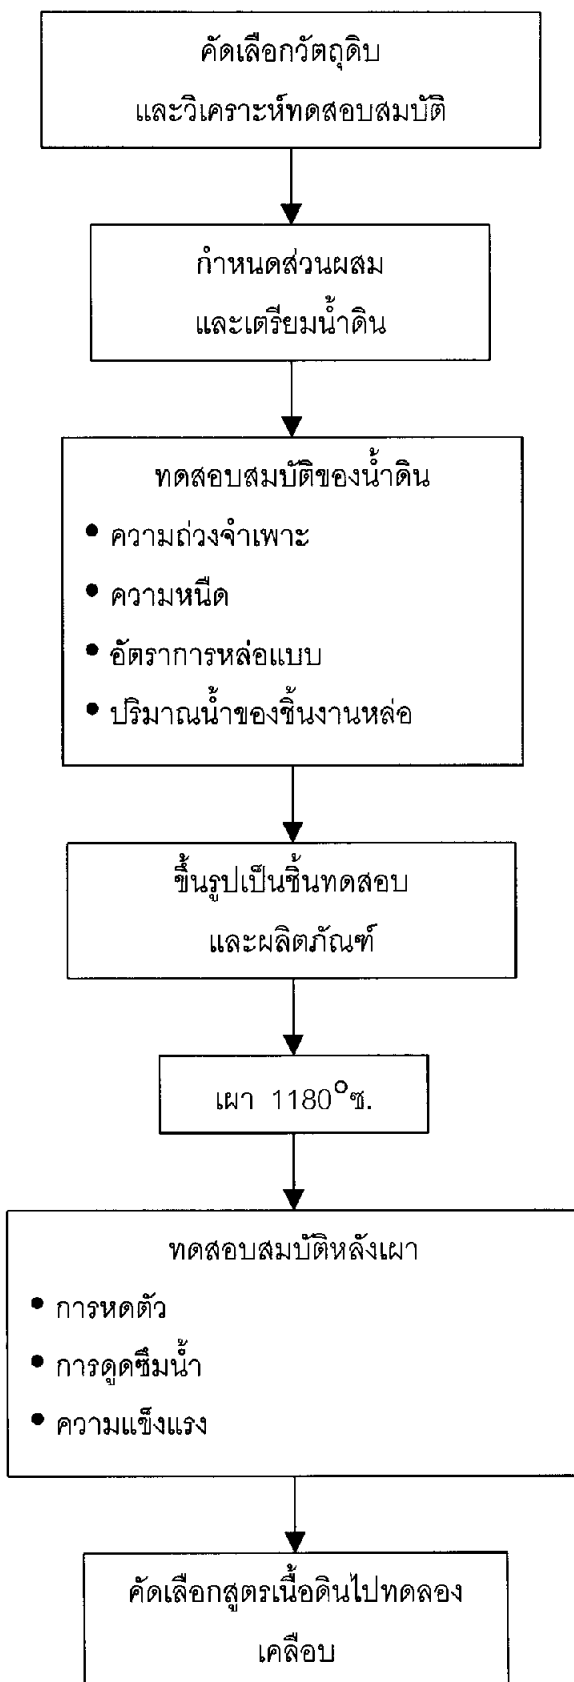 คัดเลือกวัตถุดิบ
และวิเคราะห์ทดสอบสมบัติ
กำหนดส่วนผสม
และเตรียมน้ำดิน
ทดสอบสมบัติของน้ำดิน
• ความถ่วงจำเพาะ
• ความหนืด
• อัตราการหล่อแบบ
• ปริมาณน้ำของชิ้นงานหล่อ
ขึ้นรูปเป็นชิ้นทดสอบ
และผลิตภัณฑ์
เผา 1180°ซ.
ทดสอบสมบัติหลังเผา
• การหดตัว
• การดูดซึมน้ำ
• ความแข็งแรง
คัดเลือกสูตรเนื้อดินไปทดลอง
เคลือบ